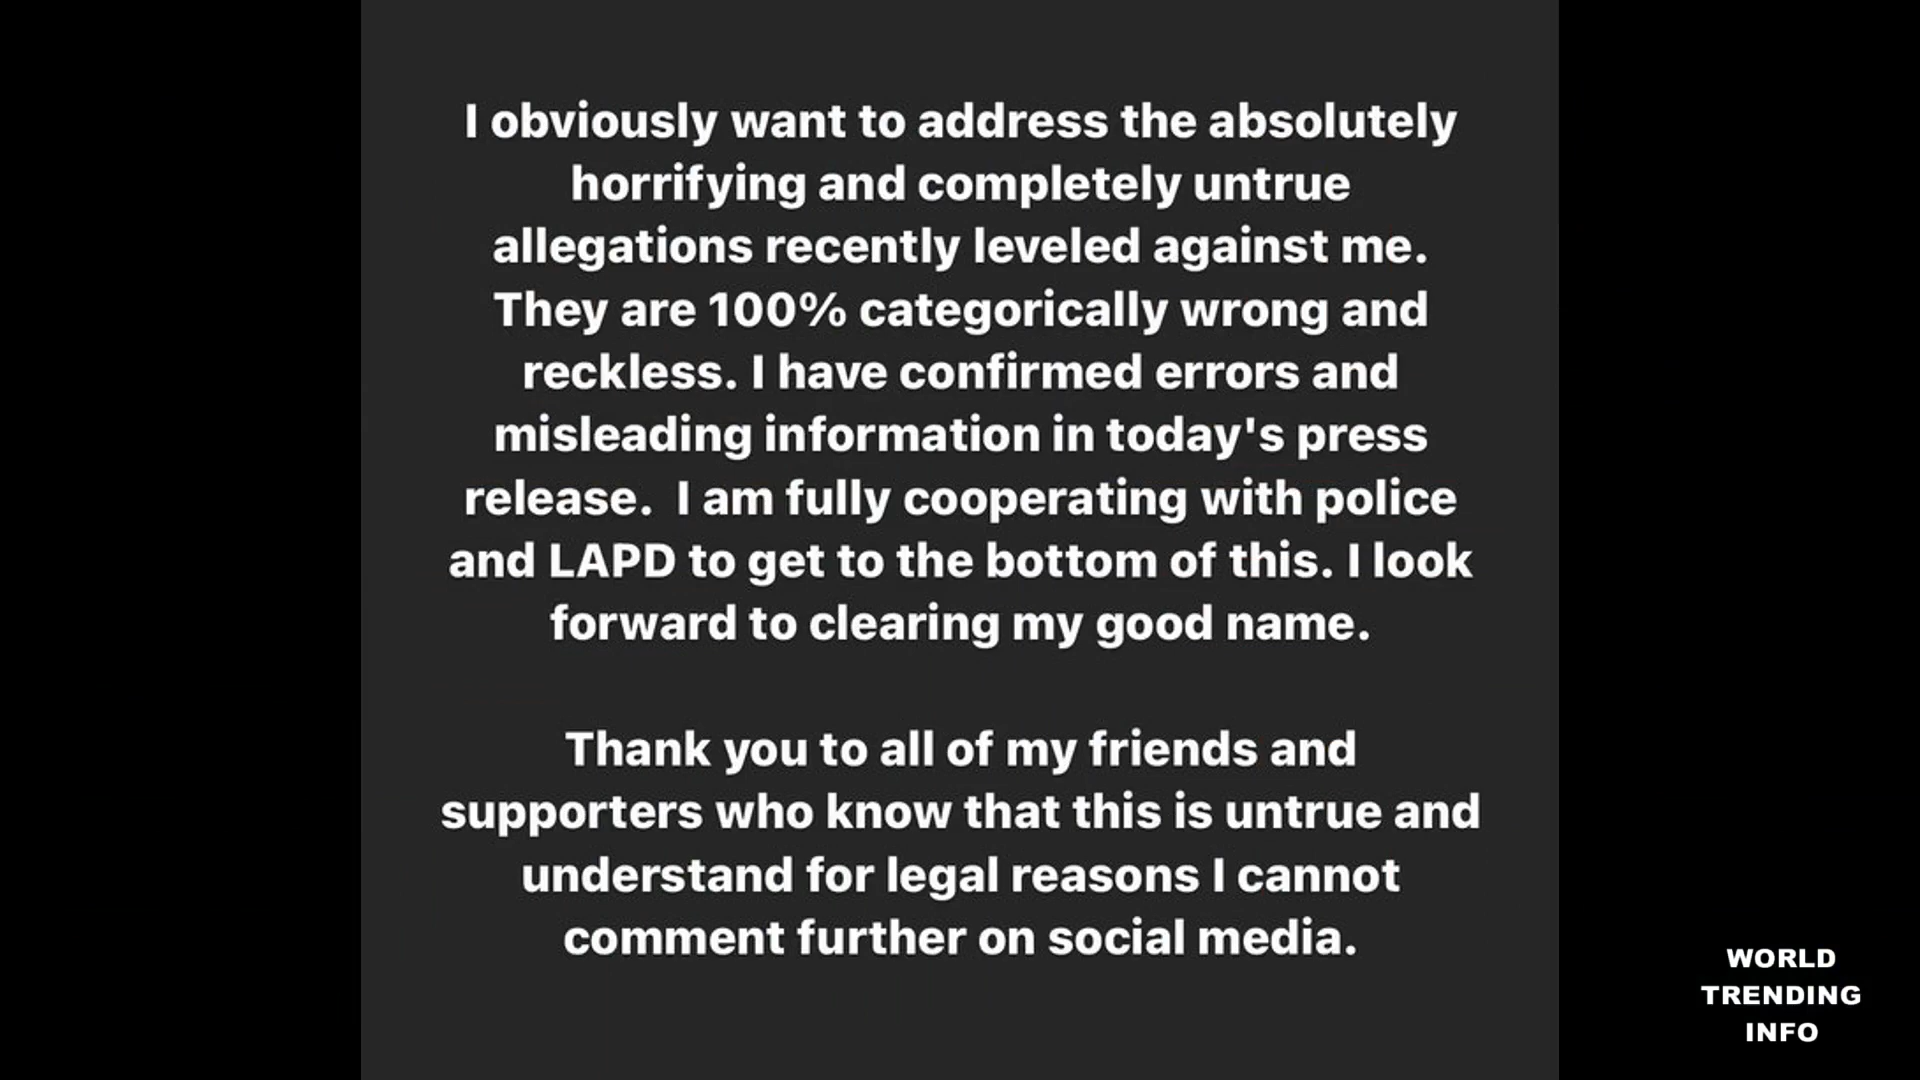 I obviously want to address the absolutely
horrifying and completely untrue
allegations recently leveled against me.
They are 100% categorically wrong and
reckless. I have confirmed errors and
misleading information in today's press
release.  I am fully cooperating with police
and LAPD to get to the bottom of this. I look
forward to clearing my good name.
Thank you to all of my friends and
supporters who know that this is untrue and
understand for legal reasons I cannot
comment further on social media.
WORLD
TRENDING
INFO